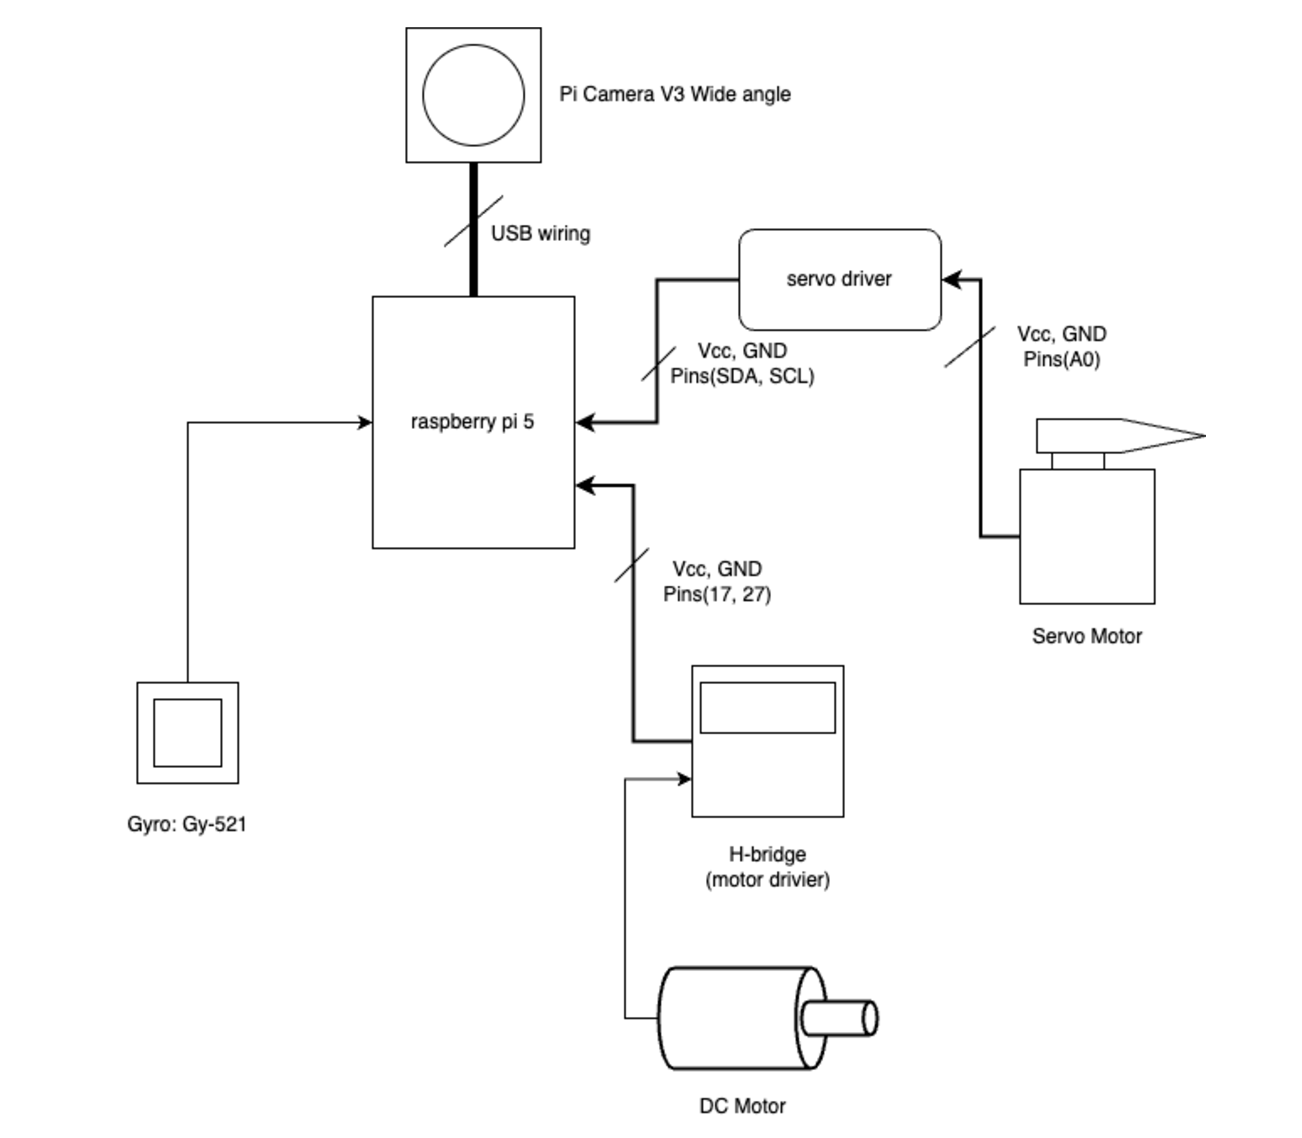 Pi Camera V3 Wide angle
USB wiring
servo driver
Vcc, GND
Pins(A0)
Vcc, GND
Pins(SDA, SCL)
raspberry pi 5
Vcc, GND
Pins(17, 27)
Servo Motor
Gyro: Gy-521
H-bridge
(motor drivier)
DC Motor